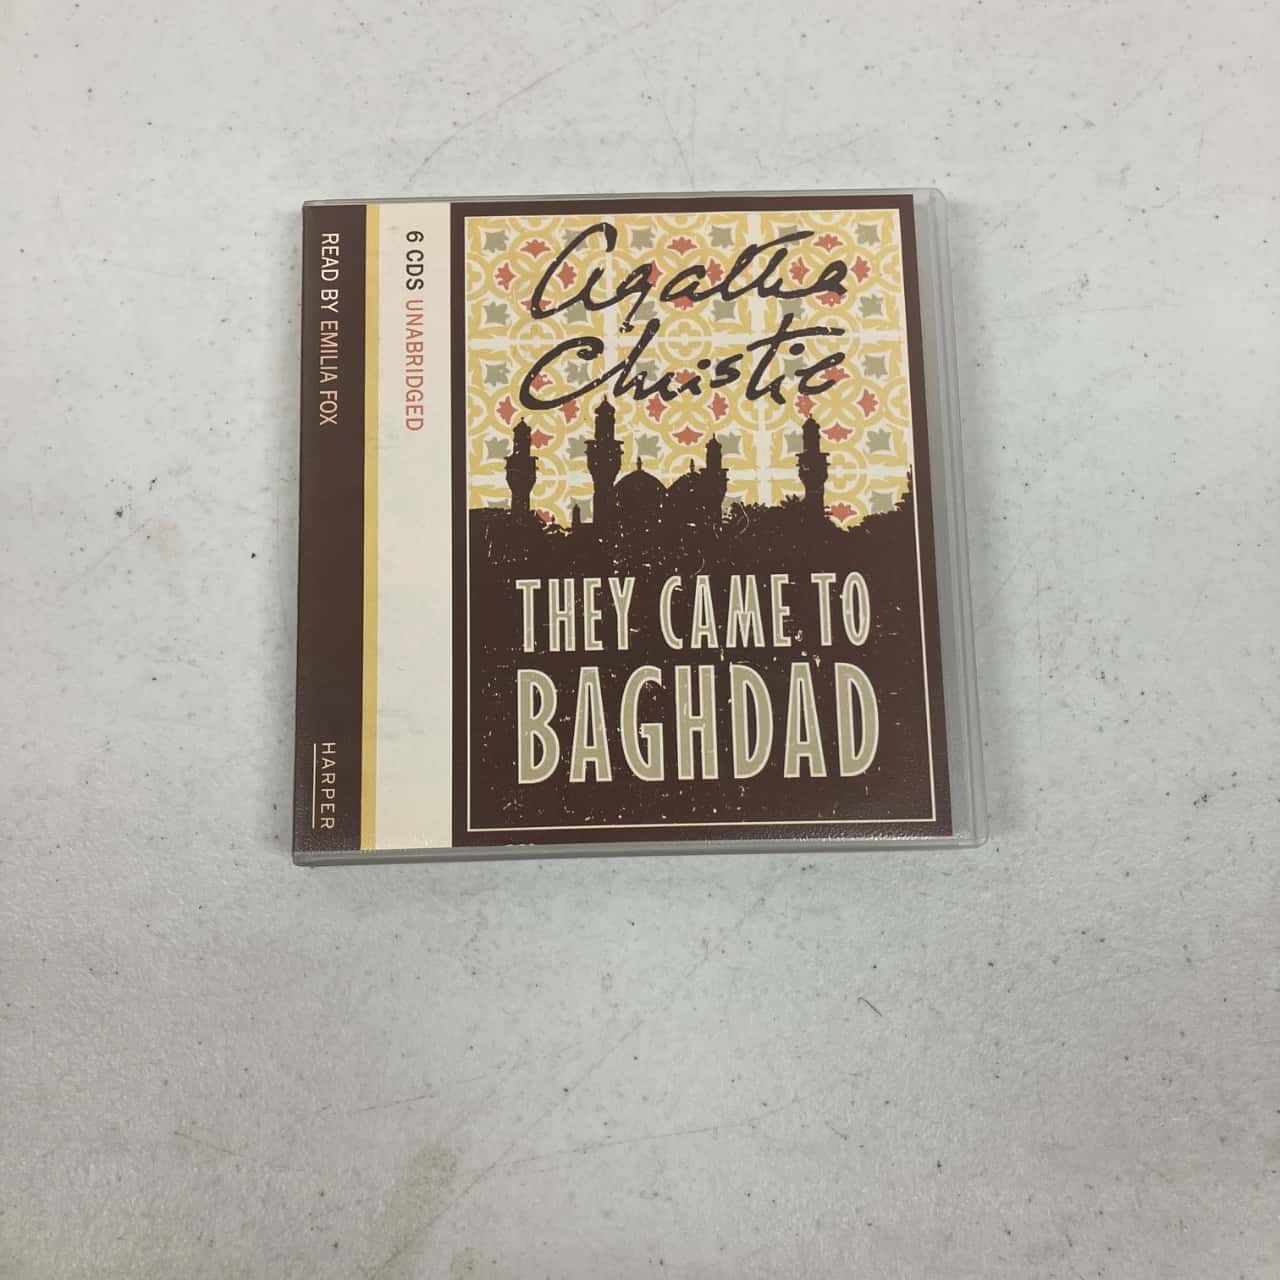 READ BY EMILIA FOX
HARPER
6 CDS UNABRIDGED
Agatha
Christie
THEY CAME TO
BAGHDAD